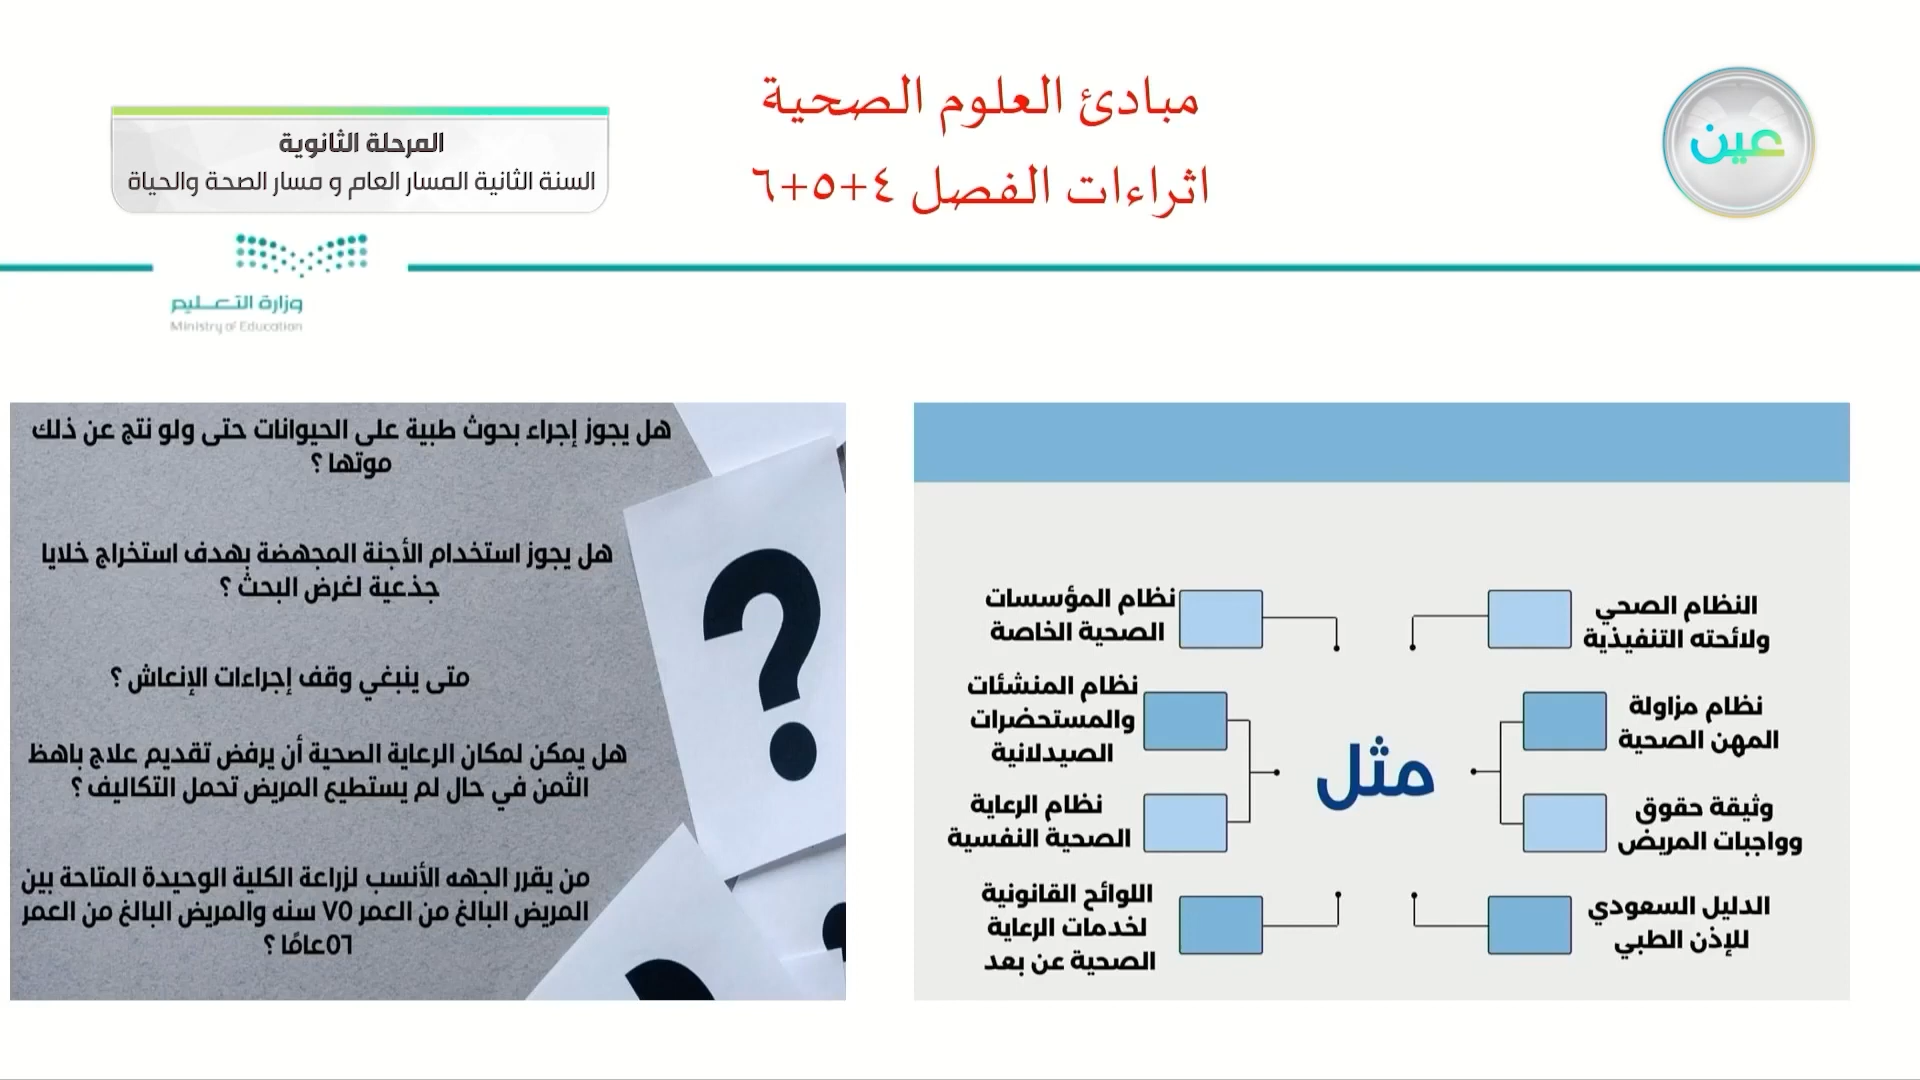 مبادئ العلوم الصحية
اثراءات الفصل ٤+٥+٦
عين
المرحلة الثانوية
السنة الثانية المسار العام و مسار الصحة والحياة
وزارة التعليم
Ministry of Education
النظام الصحي
ولائحته التنفيذية
نظام مزاولة
المهن الصحية
وثيقة حقوق
وواجبات المريض
الدليل السعودي
للإذن الطبي
مثل
نظام المؤسسات
الصحية الخاصة
نظام المنشئات
والمستحضرات
الصيدلانية
نظام الرعاية
الصحية النفسية
اللوائح القانونية
لخدمات الرعاية
الصحية عن بعد
هل يجوز إجراء بحوث طبية على الحيوانات حتى ولو نتج عن ذلك
موتها ؟
هل يجوز استخدام الأجنة المجهضة بهدف استخراج خلايا
جذعية لغرض البحث ؟
متى ينبغي وقف إجراءات الإنعاش ؟
هل يمكن لمكان الرعاية الصحية أن يرفض تقديم علاج باهظ
الثمن في حال لم يستطيع المريض تحمل التكاليف ؟
من يقرر الجهه الأنسب لزراعة الكلية الوحيدة المتاحة بين
المريض البالغ من العمر ٧٥ سنه والمريض البالغ من العمر
٥٦عامًا ؟
?